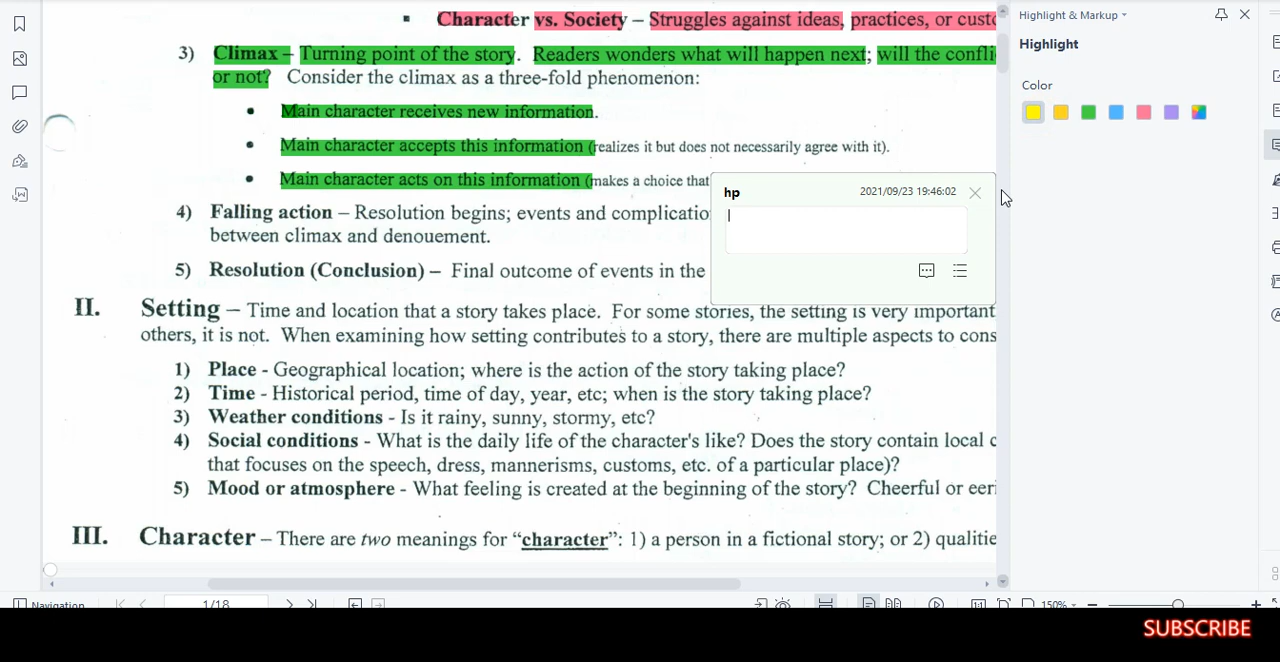 Highlight & Markup
▪ Character vs. Society – Struggles against ideas, practices, or custo
Highlight
3) Climax – Turning point of the story. Readers wonders what will happen next; will the confli
or not? Consider the climax as a three-fold phenomenon:
Color
• Main character receives new information.
• Main character accepts this information (realizes it but does not necessarily agree with it).
• Main character acts on this information (makes a choice that
hp 2021/09/23 19:46:02
4) Falling action – Resolution begins; events and complicatio
between climax and denouement.
5) Resolution (Conclusion) – Final outcome of events in the
II. Setting – Time and location that a story takes place. For some stories, the setting is very important
others, it is not. When examining how setting contributes to a story, there are multiple aspects to cons
1) Place - Geographical location; where is the action of the story taking place?
2) Time - Historical period, time of day, year, etc; when is the story taking place?
3) Weather conditions - Is it rainy, sunny, stormy, etc?
4) Social conditions - What is the daily life of the character's like? Does the story contain local c
that focuses on the speech, dress, mannerisms, customs, etc. of a particular place)?
5) Mood or atmosphere - What feeling is created at the beginning of the story? Cheerful or eeri
III. Character – There are two meanings for “character”: 1) a person in a fictional story; or 2) qualitie
Navigation 1/18 150%
SUBSCRIBE